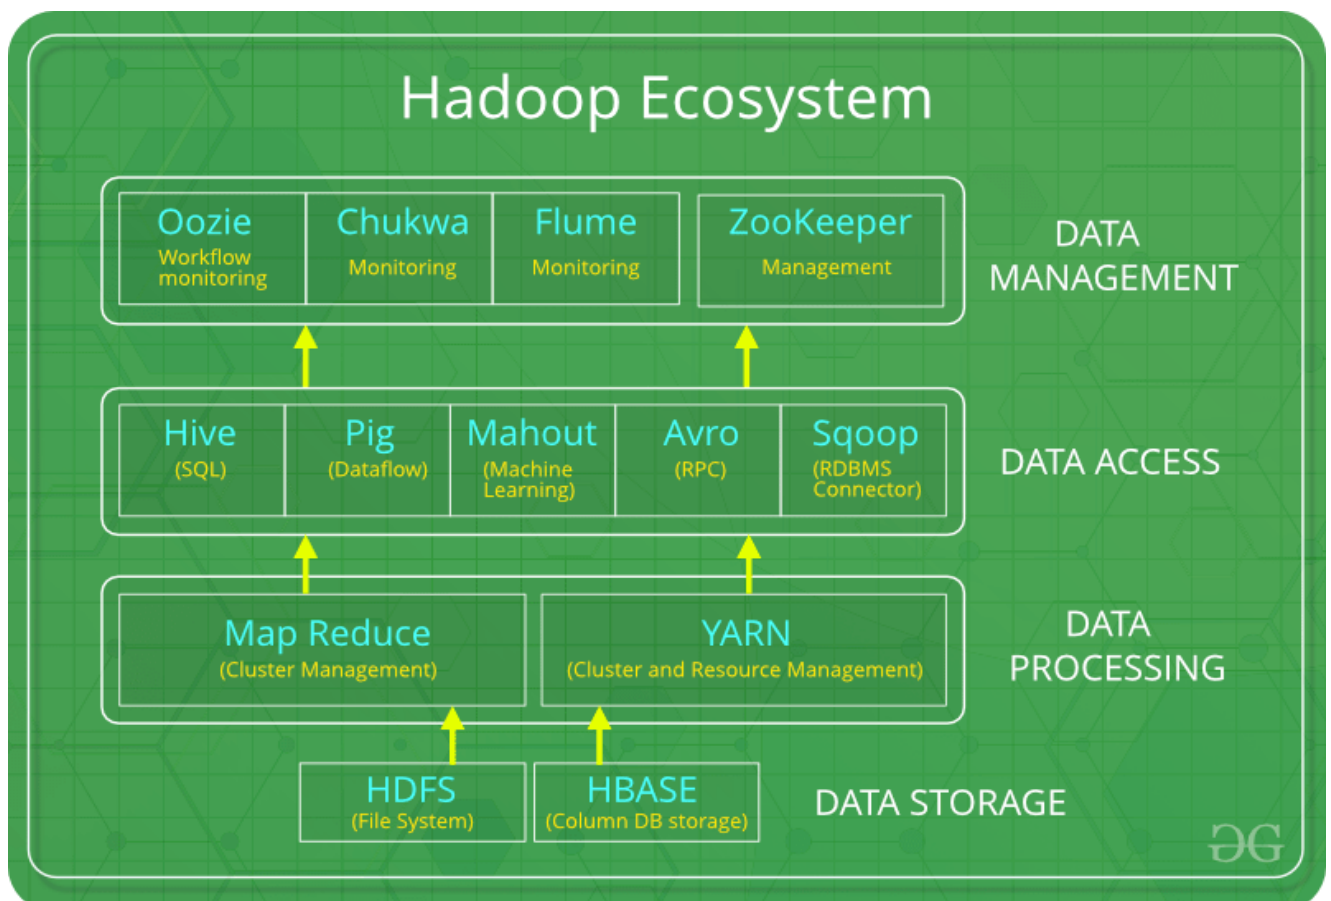 Hadoop Ecosystem
Oozie
Workflow
monitoring
Chukwa
Monitoring
Flume
Monitoring
ZooKeeper
Management
DATA
MANAGEMENT
Hive
(SQL)
Pig
(Dataflow)
Mahout
(Machine
Learning)
Avro
(RPC)
Sqoop
(RDBMS
Connector)
DATA ACCESS
Map Reduce
(Cluster Management)
YARN
(Cluster and Resource Management)
DATA
PROCESSING
HDFS
(File System)
HBASE
(Column DB storage)
DATA STORAGE